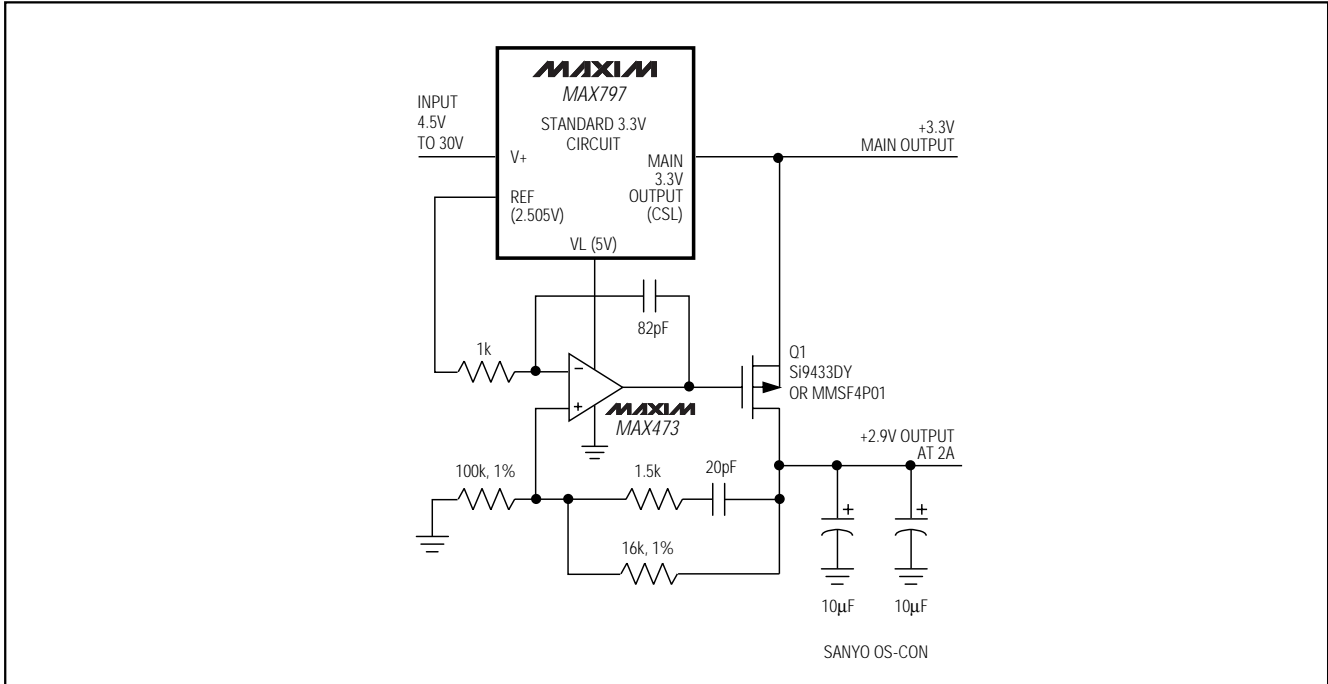 MAXIM
MAX797
STANDARD 3.3V
CIRCUIT
INPUT
4.5V
TO 30V
V+
REF
(2.505V)
MAIN
3.3V
OUTPUT
(CSL)
VL (5V)
+3.3V
MAIN OUTPUT
82pF
1k
−
+
MAXIM
MAX473
Q1
Si9433DY
OR MMSF4P01
+2.9V OUTPUT
AT 2A
100k, 1%
1.5k
20pF
16k, 1%
+
+
10µF
10µF
SANYO OS-CON